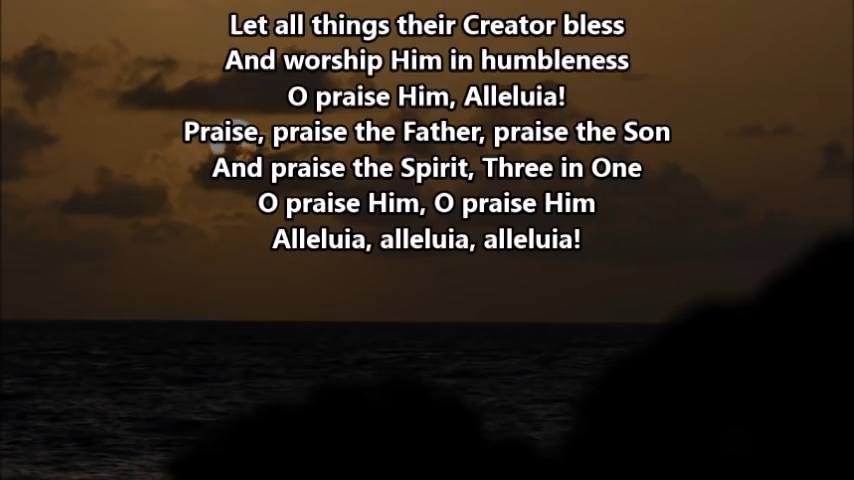 Let all things their Creator bless
And worship Him in humbleness
O praise Him, Alleluia!
Praise, praise the Father, praise the Son
And praise the Spirit, Three in One
O praise Him, O praise Him
Alleluia, alleluia, alleluia!